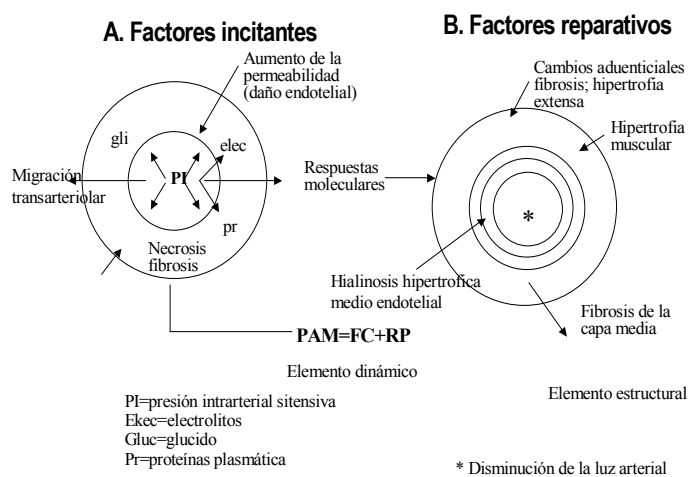 A. Factores incitantes
Aumento de la
permeabilidad
(daño endotelial)
gli
elec
Migración
transarteriolar
PI
pr
Necrosis
fibrosis
PAM=FC+RP
Elemento dinámico
PI=presión intrarterial sitensiva
Ekec=electrolitos
Gluc=glucido
Pr=proteínas plasmática
B. Factores reparativos
Cambios aduenticiales
fibrosis; hipertrofia
extensa
Hipertrofia
muscular
Respuestas
moleculares
*
Hialinosis hipertrofica
medio endotelial
Fibrosis de la
capa media
Elemento estructural
* Disminución de la luz arterial